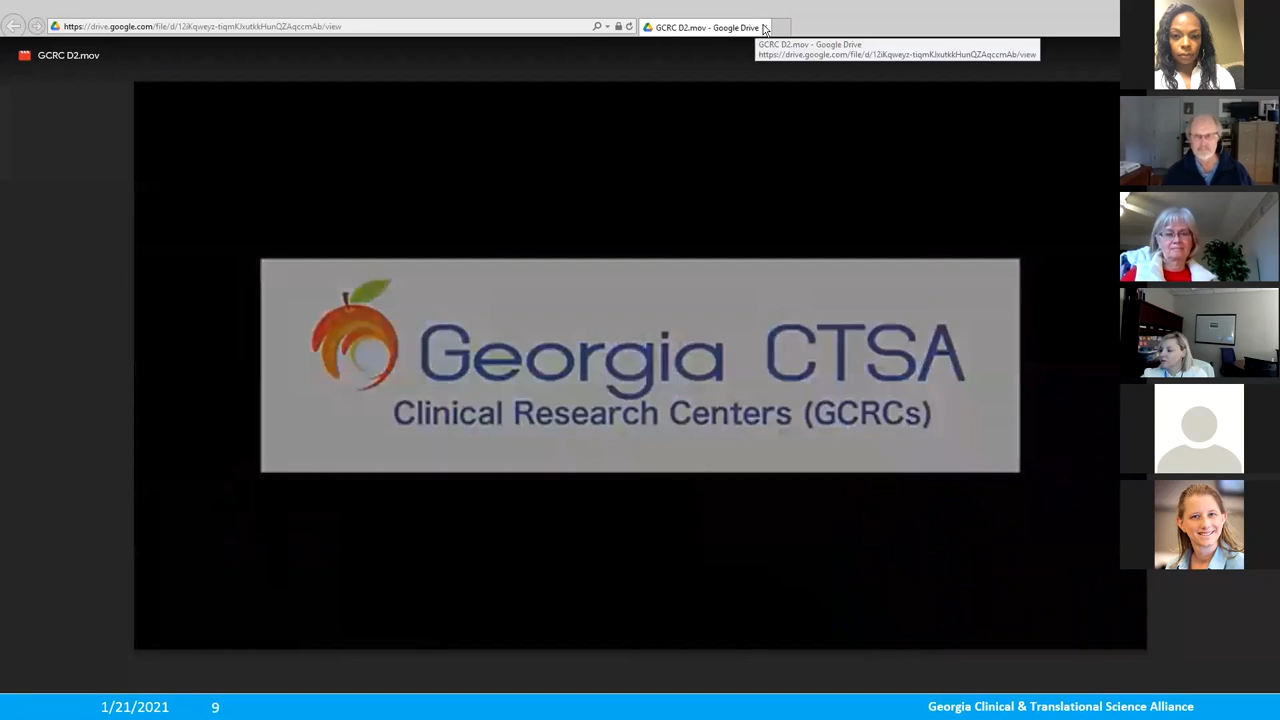 https://drive.google.com/file/d/12iKqweyz-tiqmKJxutkkHunQZAqccmAb/view
GCRC D2.mov - Google Drive
GCRC D2.mov - Google Drive
https://drive.google.com/file/d/12iKqweyz-tiqmKJxutkkHunQZAqccmAb/view
GCRC D2.mov
Georgia CTSA
Clinical Research Centers (GCRCs)
1/21/2021
9
Georgia Clinical & Translational Science Alliance